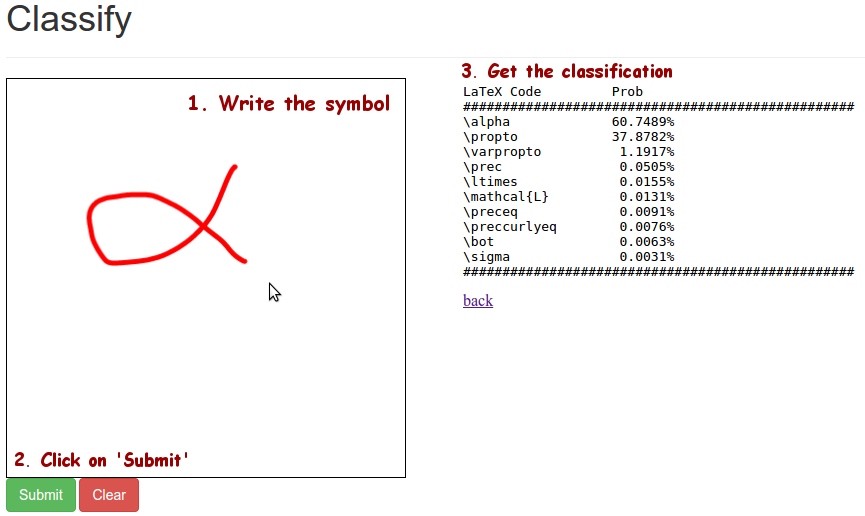 Classify
1. Write the symbol
2. Click on 'Submit'
Submit Clear
3. Get the classification
LaTeX Code Prob
##################################################
\alpha 60.7489%
\propto 37.8782%
\varpropto 1.1917%
\prec 0.0505%
\ltimes 0.0155%
\mathcal{L} 0.0131%
\preceq 0.0091%
\preccurlyeq 0.0076%
\bot 0.0063%
\sigma 0.0031%
##################################################
back